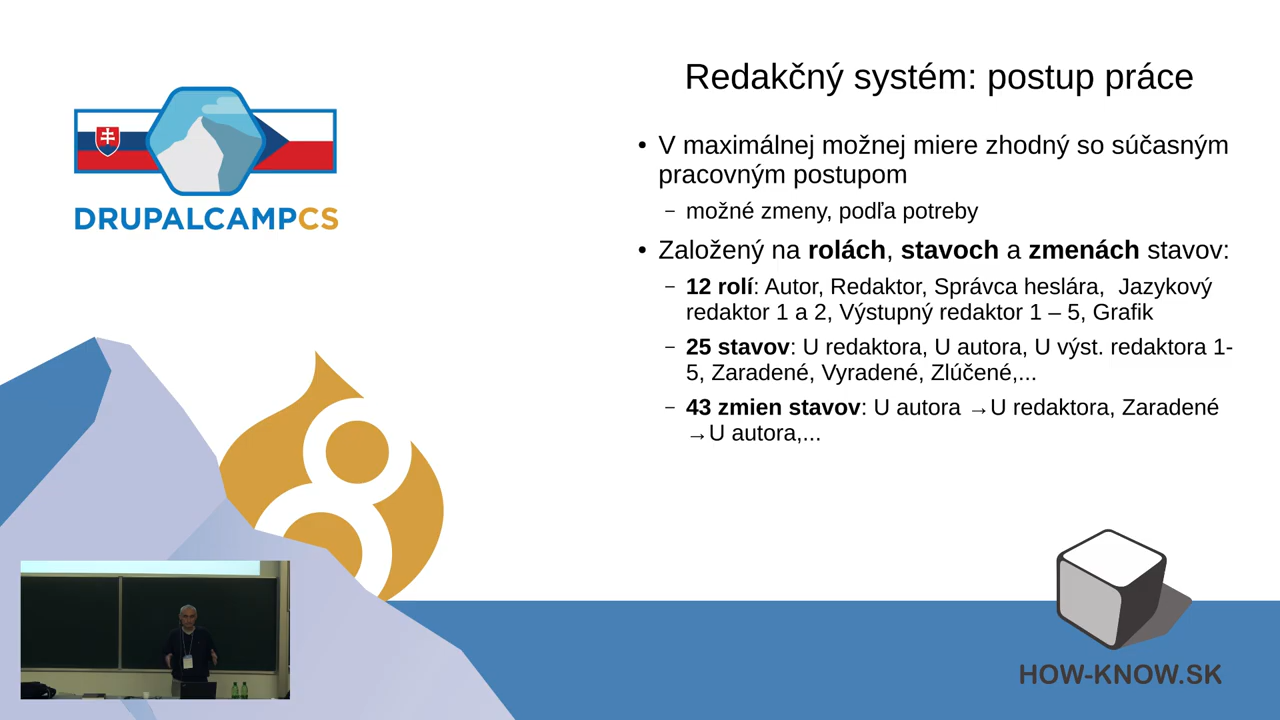 Redakčný systém: postup práce
DRUPALCAMPCS
• V maximálnej možnej miere zhodný so súčasným
pracovným postupom
– možné zmeny, podľa potreby
• Založený na rolách, stavoch a zmenách stavov:
– 12 rolí: Autor, Redaktor, Správca heslára, Jazykový
redaktor 1 a 2, Výstupný redaktor 1 – 5, Grafik
– 25 stavov: U redaktora, U autora, U výst. redaktora 1-
5, Zaradené, Vyradené, Zlúčené,...
– 43 zmien stavov: U autora →U redaktora, Zaradené
→U autora,...
HOW-KNOW.SK